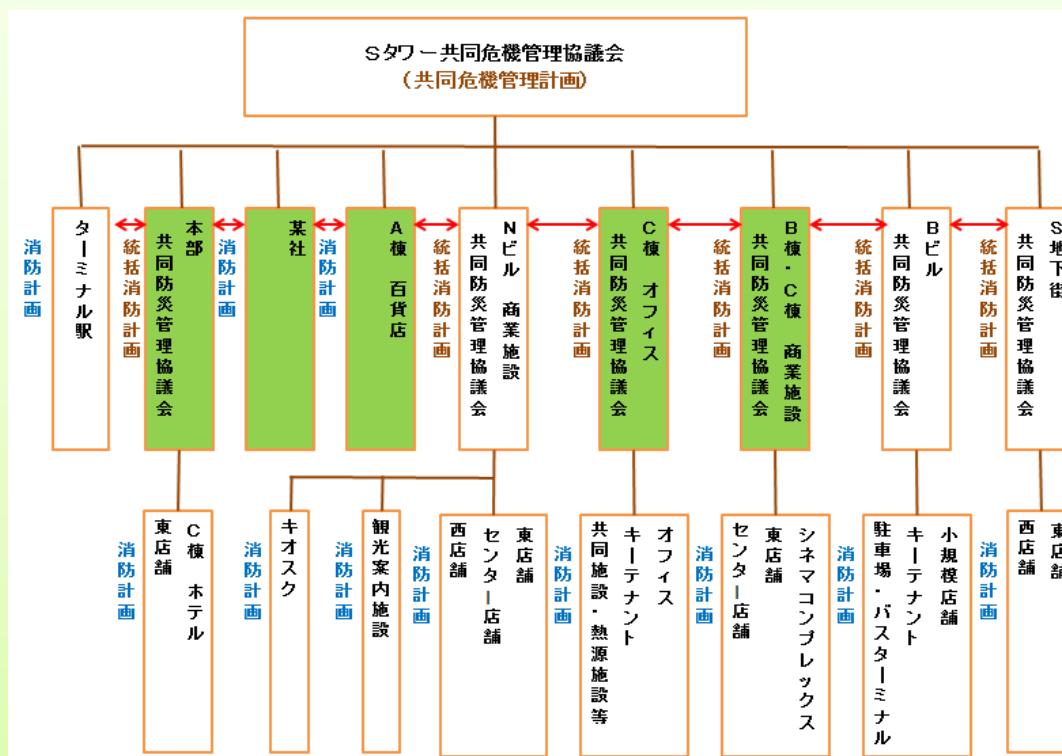 Sタワー共同危機管理協議会
(共同危機管理計画)
消防計画
ターミナル駅
統括消防計画
本部
共同防災管理協議会
消防計画
某社
消防計画
A棟 百貨店
統括消防計画
Nビル 商業施設
共同防災管理協議会
統括消防計画
C棟 オフィス
共同防災管理協議会
統括消防計画
B棟・C棟 商業施設
共同防災管理協議会
統括消防計画
Bビル
共同防災管理協議会
統括消防計画
S地下街
共同防災管理協議会
消防計画
C棟 ホテル
東店舗
消防計画
キオスク
消防計画
観光案内施設
消防計画
東店舗
センター店舗
西店舗
消防計画
オフィス
キーテナント
共同施設・熱源施設等
消防計画
シネマコンプレックス
東店舗
センター店舗
消防計画
小規模店舗
キーテナント
駐車場・バスターミナル
消防計画
東店舗
西店舗